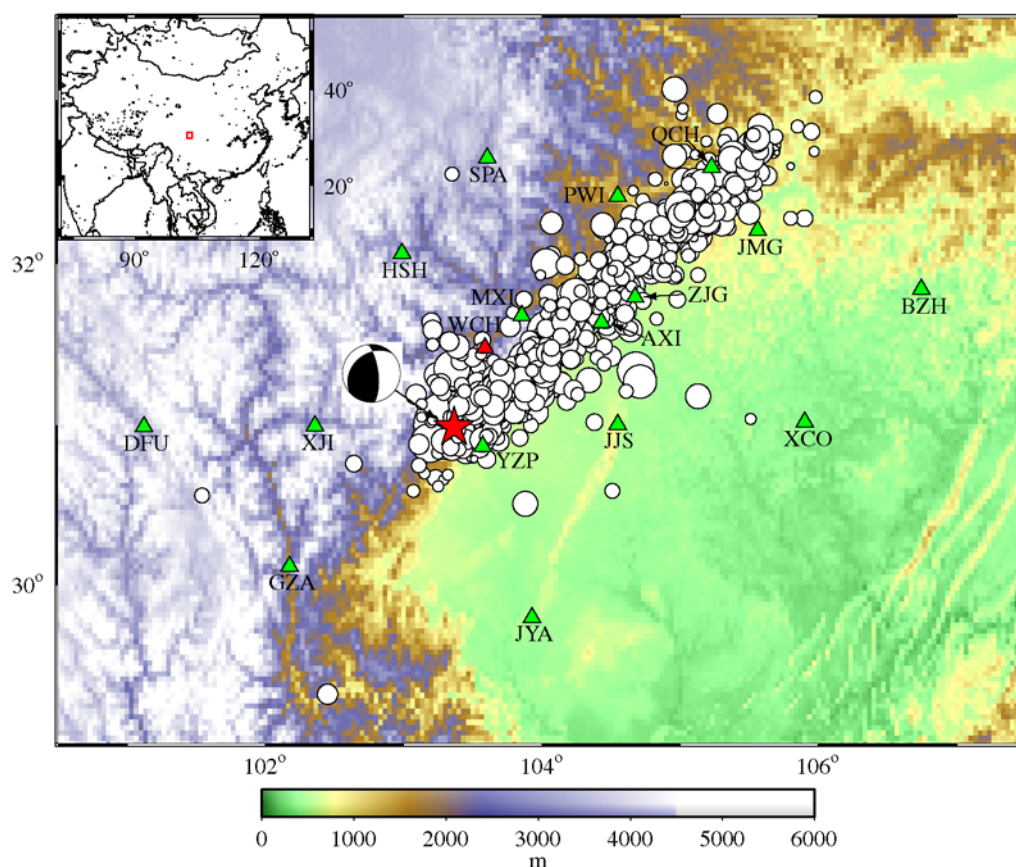 40°
20°
90°
120°
QCH
SPA
PWI
JMG
32°
HSH
BZH
MXI
ZJG
WCH
AXI
DFU
XJI
YZP
JJS
XCO
30°
GZA
JYA
102°
104°
106°
0 1000 2000 3000 4000 5000 6000
m